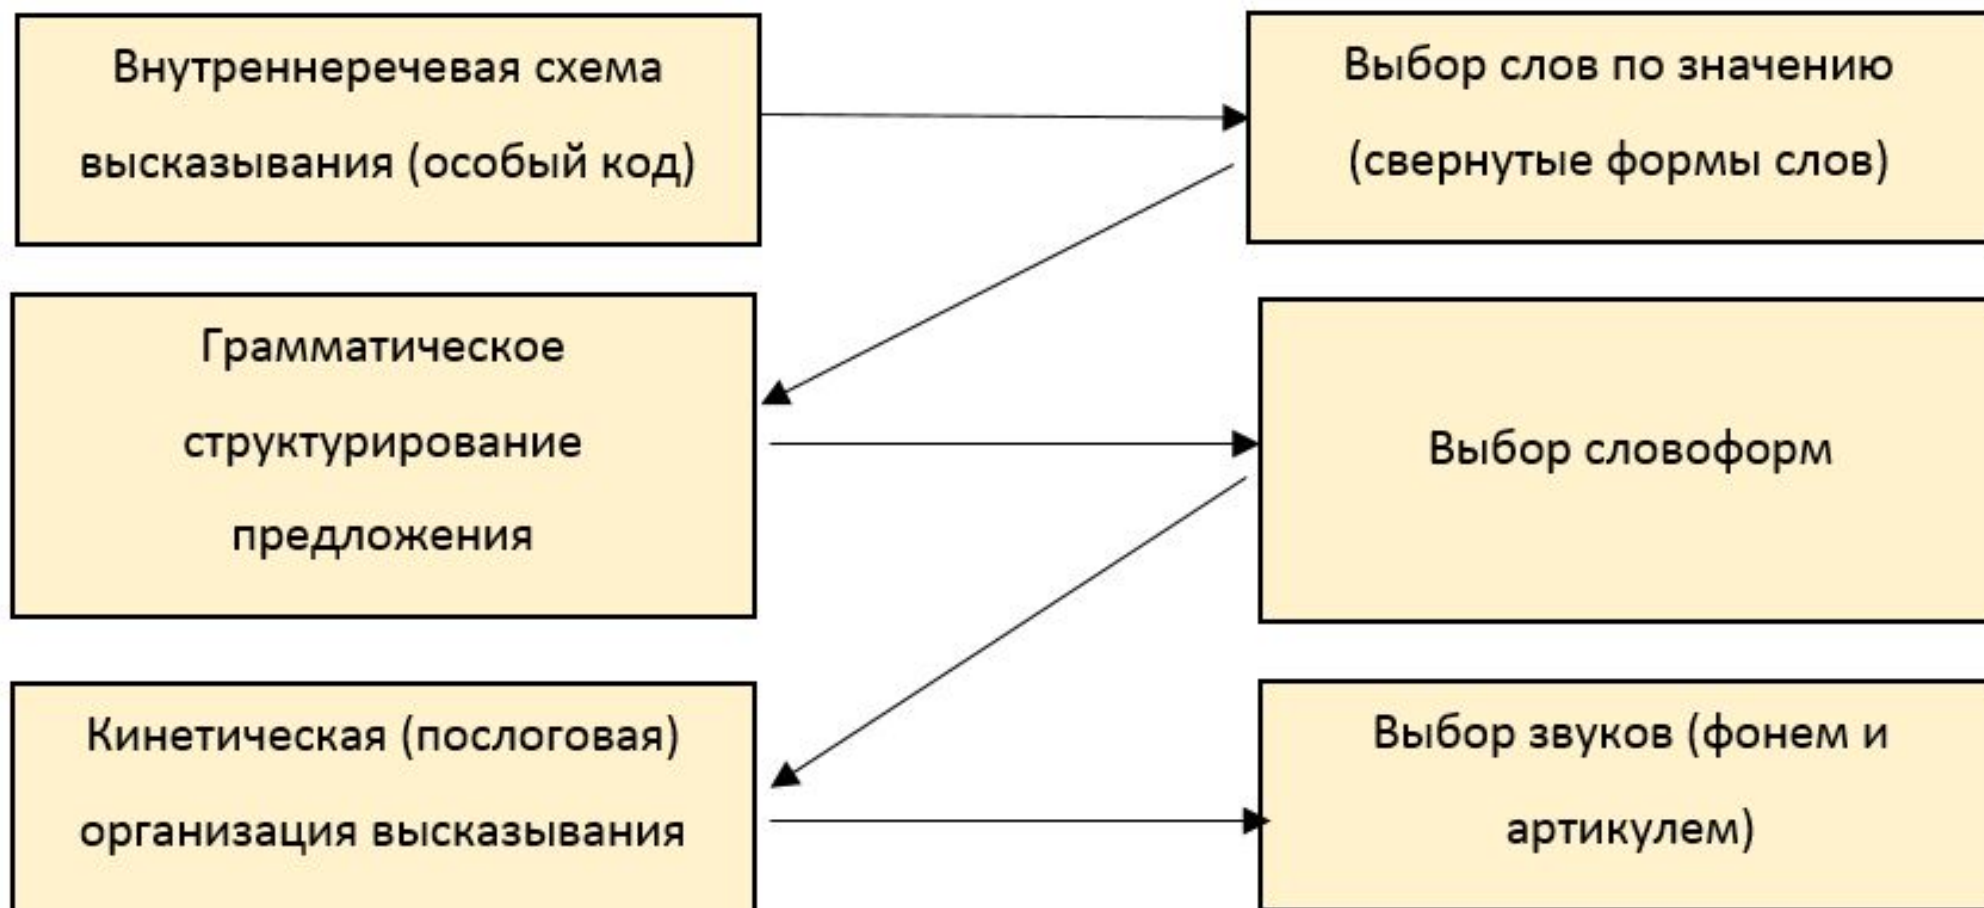 Внутреннеречевая схема
высказывания (особый код)
Выбор слов по значению
(свернутые формы слов)
Грамматическое
структурирование
предложения
Выбор словоформ
Кинетическая (послоговая)
организация высказывания
Выбор звуков (фонем и
артикулем)